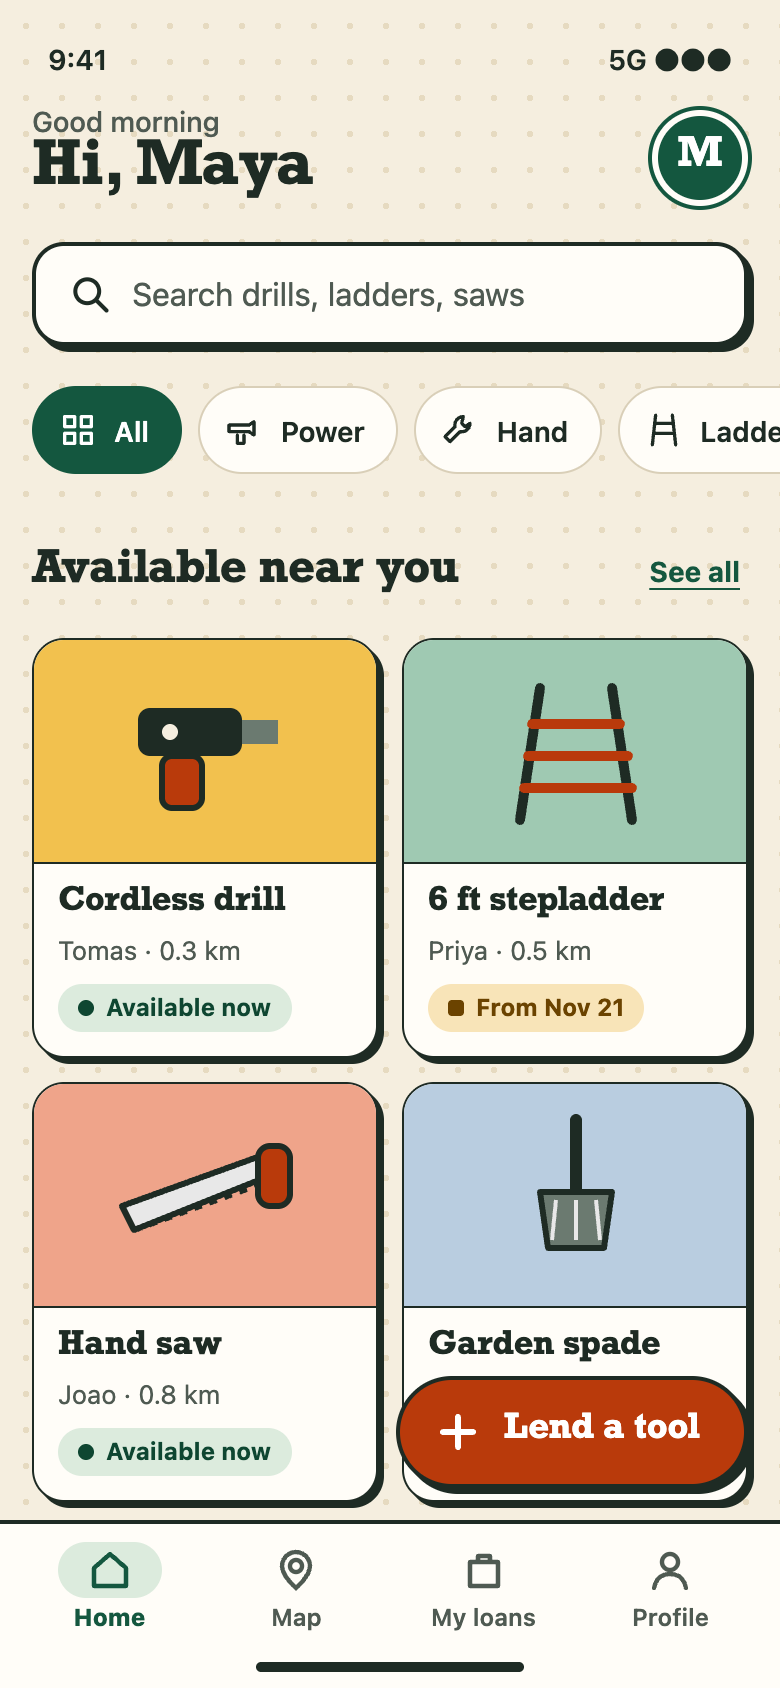 9:41
5G
Good morning
Hi, Maya
M
Search drills, ladders, saws
All
Power
Hand
Ladde
Available near you
See all
Cordless drill
Tomas · 0.3 km
Available now
6 ft stepladder
Priya · 0.5 km
From Nov 21
Hand saw
Joao · 0.8 km
Available now
Garden spade
Lend a tool
Home
Map
My loans
Profile